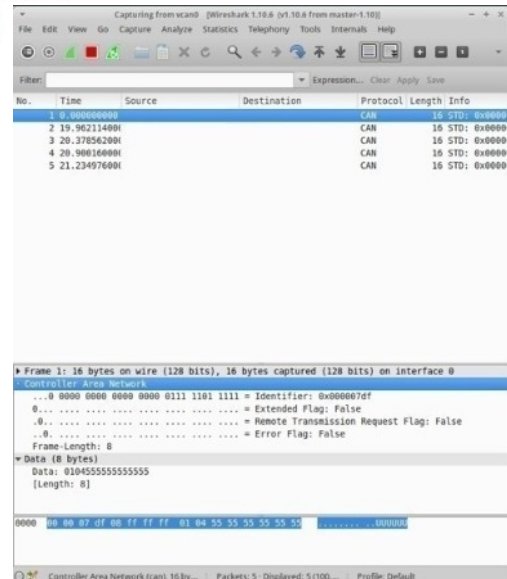 Capturing from vcan0 [Wireshark 1.10.6 (v1.10.6 from master-1.10)]
File Edit View Go Capture Analyze Statistics Telephony Tools Internals Help
Filter: Expression... Clear Apply Save
No. Time Source Destination Protocol Length Info
1 0.000000000 CAN 16 STD: 0x0000
2 19.962114000 CAN 16 STD: 0x0000
3 20.378562000 CAN 16 STD: 0x0000
4 20.900160000 CAN 16 STD: 0x0000
5 21.234976000 CAN 16 STD: 0x0000
Frame 1: 16 bytes on wire (128 bits), 16 bytes captured (128 bits) on interface 0
Controller Area Network
...0 0000 0000 0000 0000 0111 1101 1111 = Identifier: 0x000007df
0... .... .... .... .... .... .... .... = Extended Flag: False
.0.. .... .... .... .... .... .... .... = Remote Transmission Request Flag: False
..0. .... .... .... .... .... .... .... = Error Flag: False
Frame-Length: 8
Data (8 bytes)
Data: 0104555555555555
[Length: 8]
0000 00 00 07 df 08 ff ff ff 01 04 55 55 55 55 55 55 ........ ..UUUUUU
Controller Area Network (can), 16 by... Packets: 5 · Displayed: 5 (100.... Profile: Default